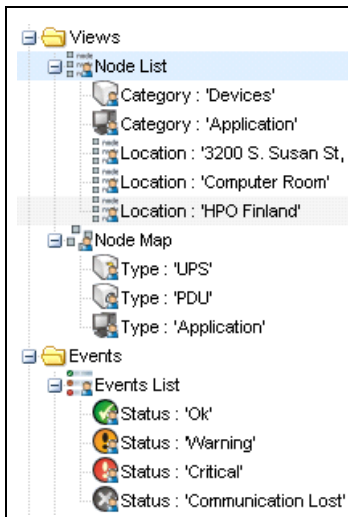 Views
Node List
Category : 'Devices'
Category : 'Application'
Location : '3200 S. Susan St,
Location : 'Computer Room'
Location : 'HPO Finland'
Node Map
Type : 'UPS'
Type : 'PDU'
Type : 'Application'
Events
Events List
Status : 'Ok'
Status : 'Warning'
Status : 'Critical'
Status : 'Communication Lost'